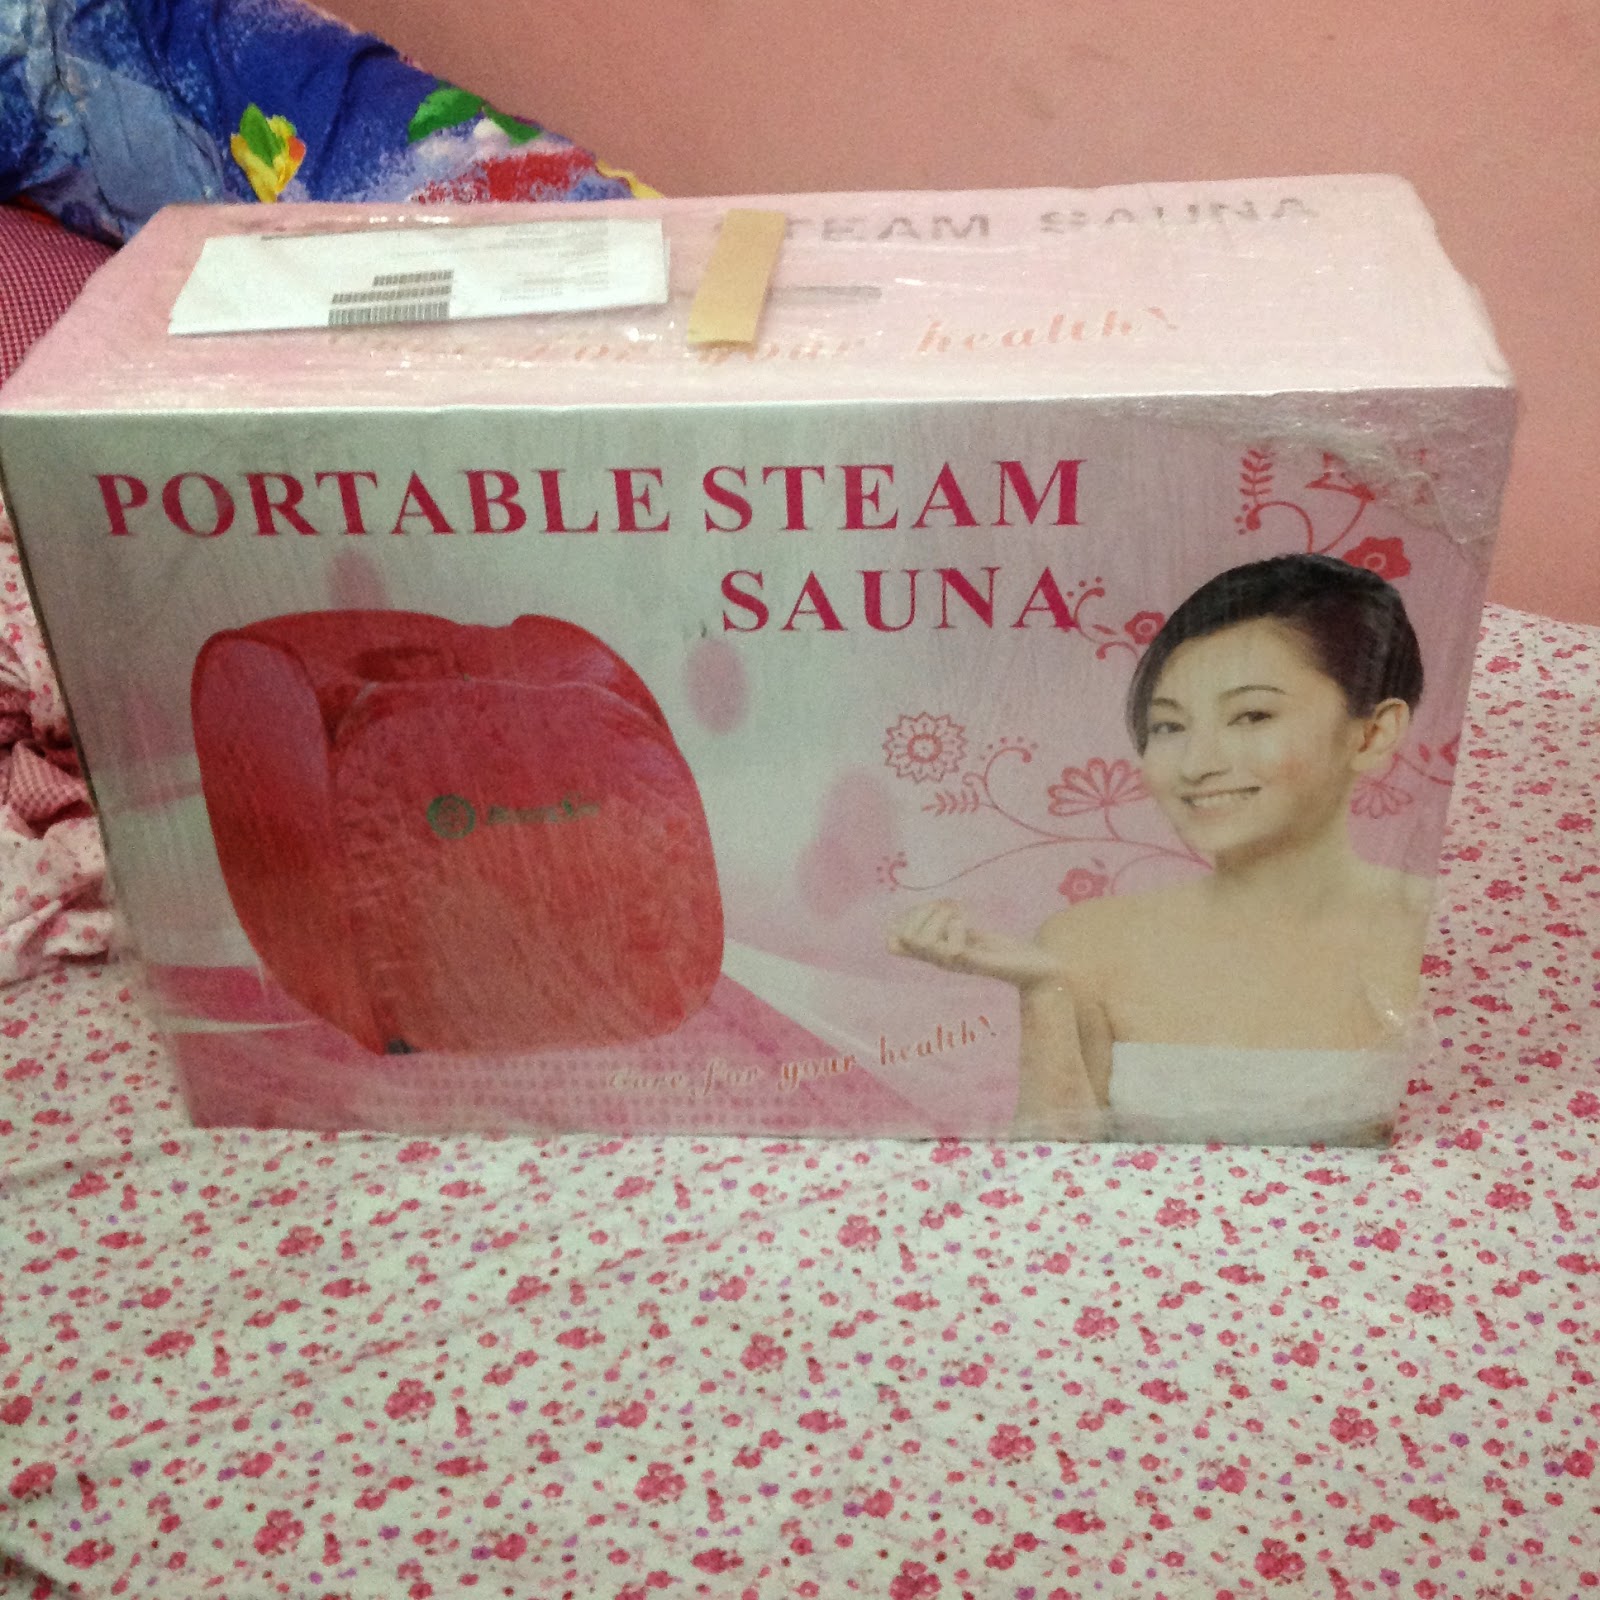 STEAM SAUNA
Care for your health!
PORTABLE STEAM
SAUNA
Care for your health!